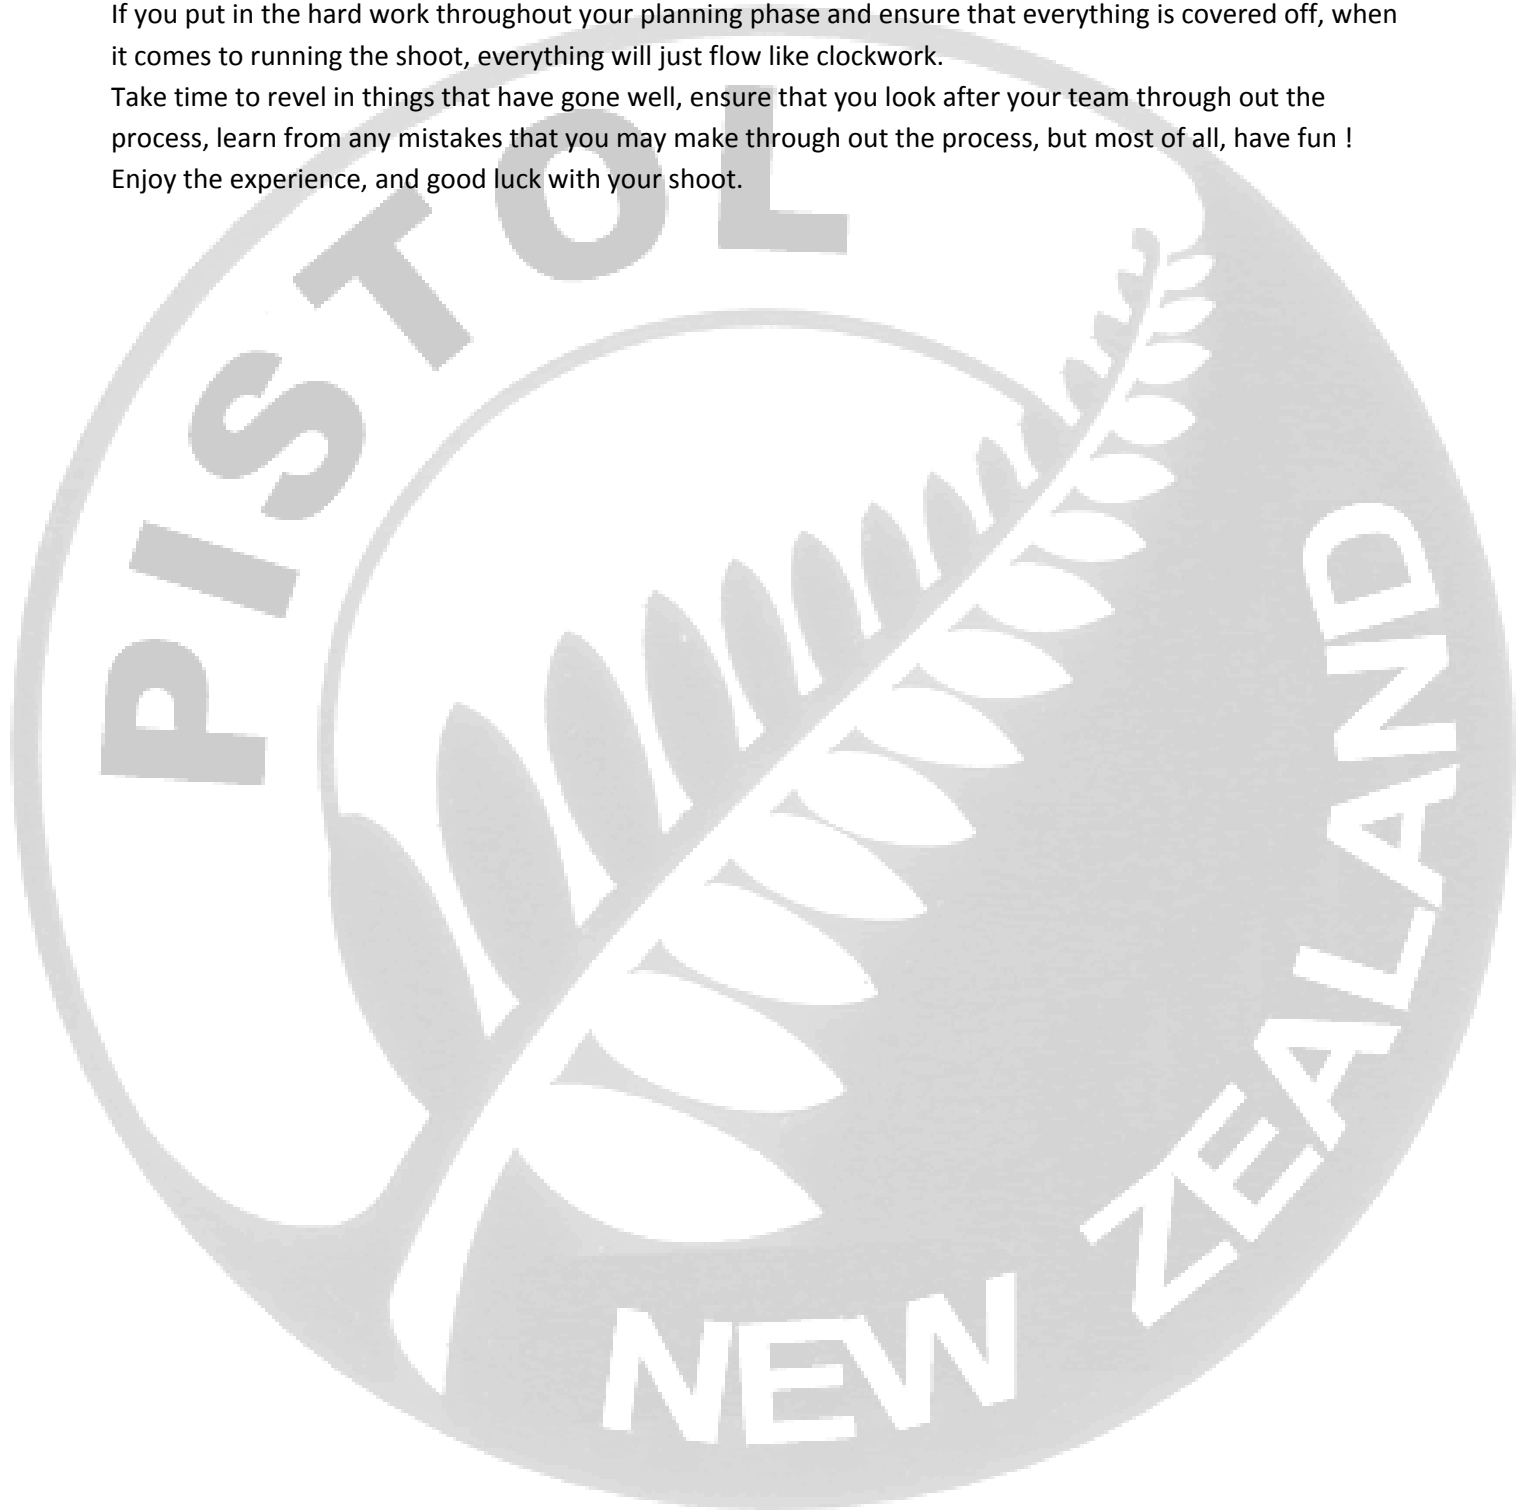 If you put in the hard work throughout your planning phase and ensure that everything is covered off, when
it comes to running the shoot, everything will just flow like clockwork.
Take time to revel in things that have gone well, ensure that you look after your team through out the
process, learn from any mistakes that you may make through out the process, but most of all, have fun !
Enjoy the experience, and good luck with your shoot.
PISTOL
NEW ZEALAND